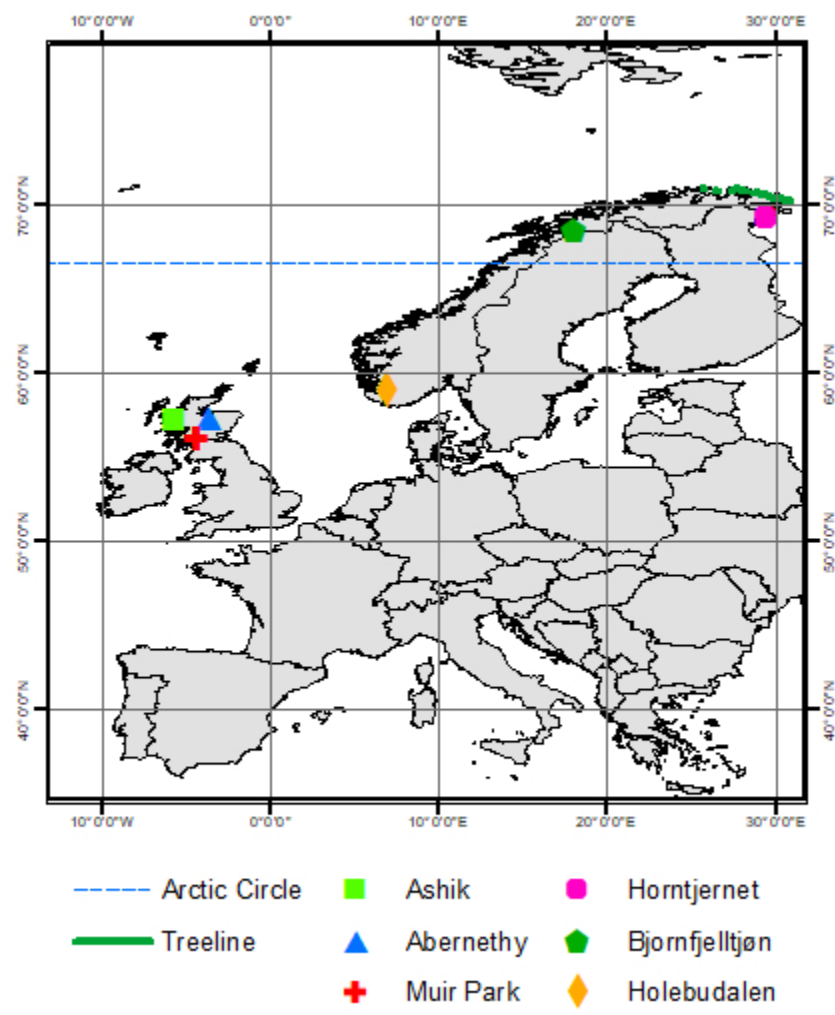 10°0'0"W 0°0'0" 10°0'0"E 20°0'0"E 30°0'0"E
70°0'0"N 70°0'0"N
60°0'0"N 60°0'0"N
50°0'0"N 50°0'0"N
40°0'0"N 40°0'0"N
10°0'0"W 0°0'0" 10°0'0"E 20°0'0"E 30°0'0"E
Arctic Circle Ashik Horntjernet
Treeline Abernethy Bjornfjelltjøn
Muir Park Holebudalen